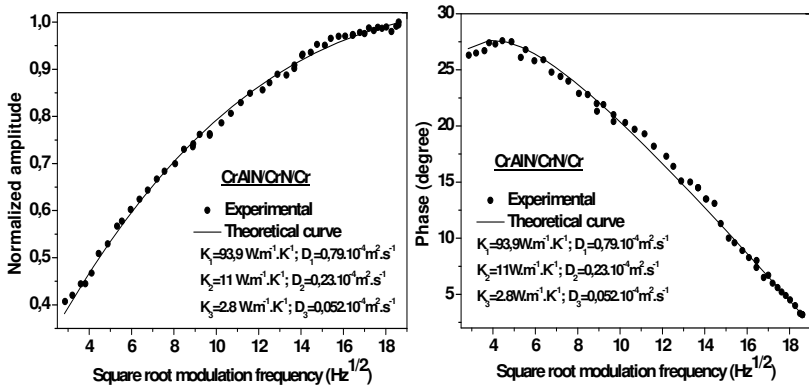 1,0
0,9
0,8
0,7
0,6
0,5
0,4
Normalized amplitude
CrAlN/CrN/Cr
Experimental
Theoretical curve
K1=93,9 W.m-1.K-1; D1=0,79.10-4m2.s-1
K2=11 W.m-1.K-1; D2=0,23.10-4m2.s-1
K3=2.8 W.m-1.K-1; D3=0,052.10-4m2.s-1
4 6 8 10 12 14 16 18
Square root modulation frequency (Hz1/2)
30
25
20
15
10
5
Phase (degree)
CrAlN/CrN/Cr
Experimental
Theoretical curve
K1=93,9W.m-1.K-1; D1=0,79.10-4m2.s-1
K2=11W.m-1.K-1; D2=0,23.10-4m2.s-1
K3=2.8W.m-1.K-1; D3=0,052.10-4m2.s-1
4 6 8 10 12 14 16 18
Square root modulation frequency (Hz1/2)